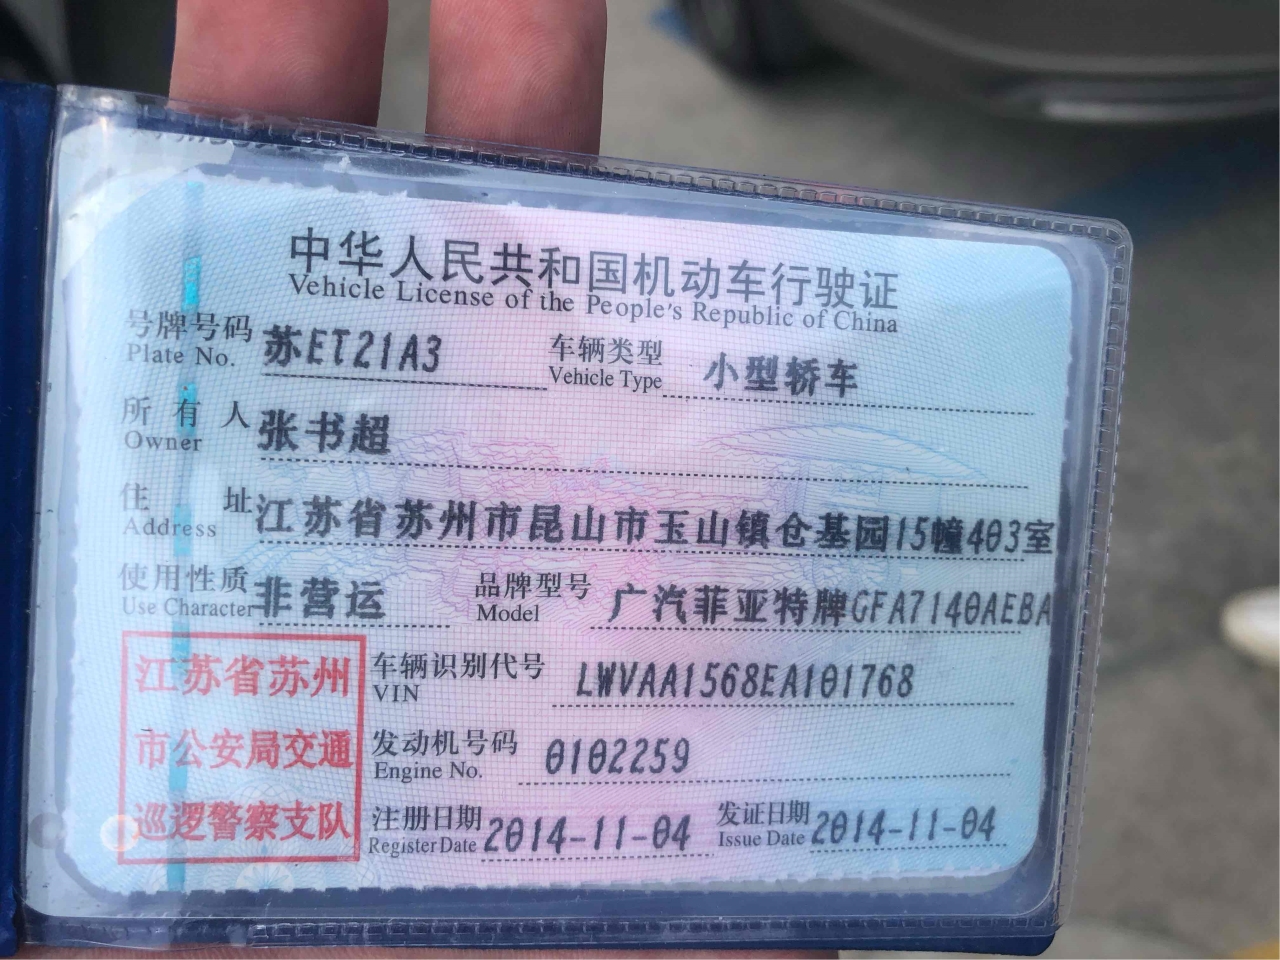 中华人民共和国机动车行驶证
Vehicle License of the People's Republic of China
号牌号码 苏ET21A3 车辆类型 小型轿车
Plate No. Vehicle Type
所有人 张书超
Owner
住址 江苏省苏州市昆山市玉山镇仓基园15幢403室
Address
使用性质 非营运 品牌型号 广汽菲亚特牌GFA7140AEBA
Use Character Model
江苏省苏州
市公安局交通
巡逻警察支队
车辆识别代号 LWVAA1568EA101768
VIN
发动机号码 0102259
Engine No.
注册日期 2014-11-04 发证日期 2014-11-04
Register Date Issue Date